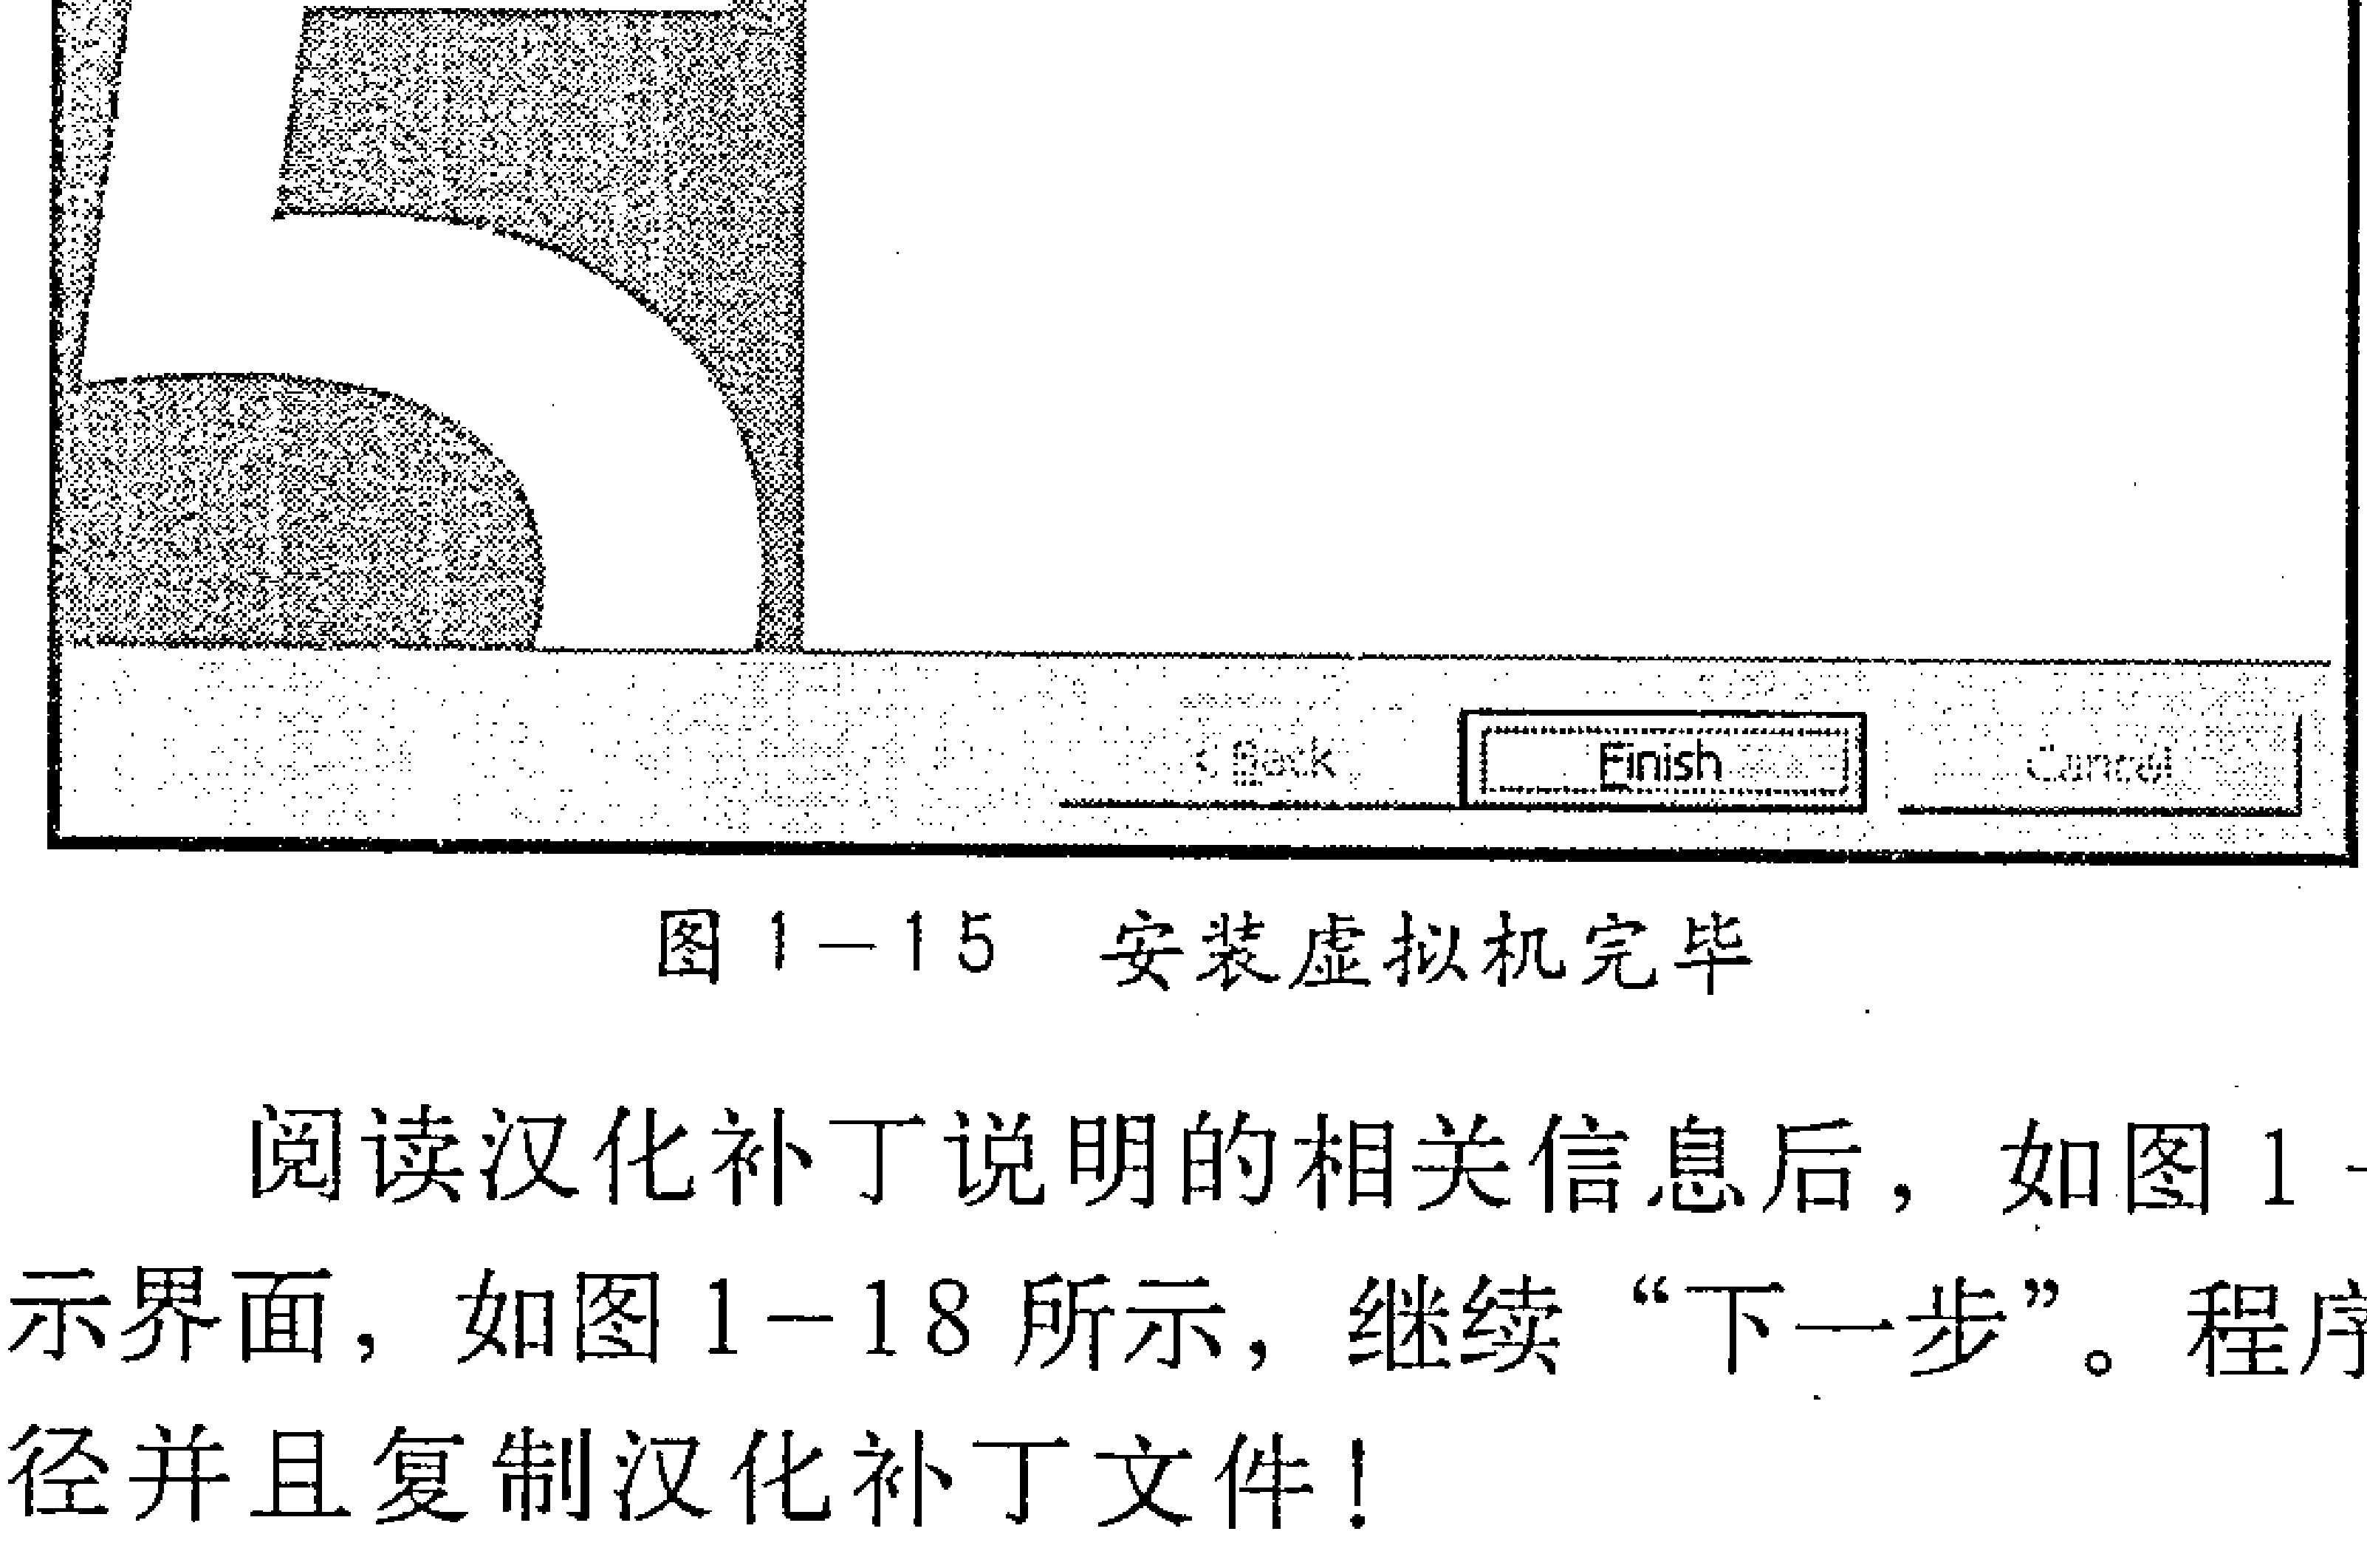 < Back Finish Cancel
图 1-15 安装虚拟机完毕
阅读汉化补丁说明的相关信息后，如图 1-
示界面，如图 1-18 所示，继续“下一步”。程序
径并且复制汉化补丁文件！